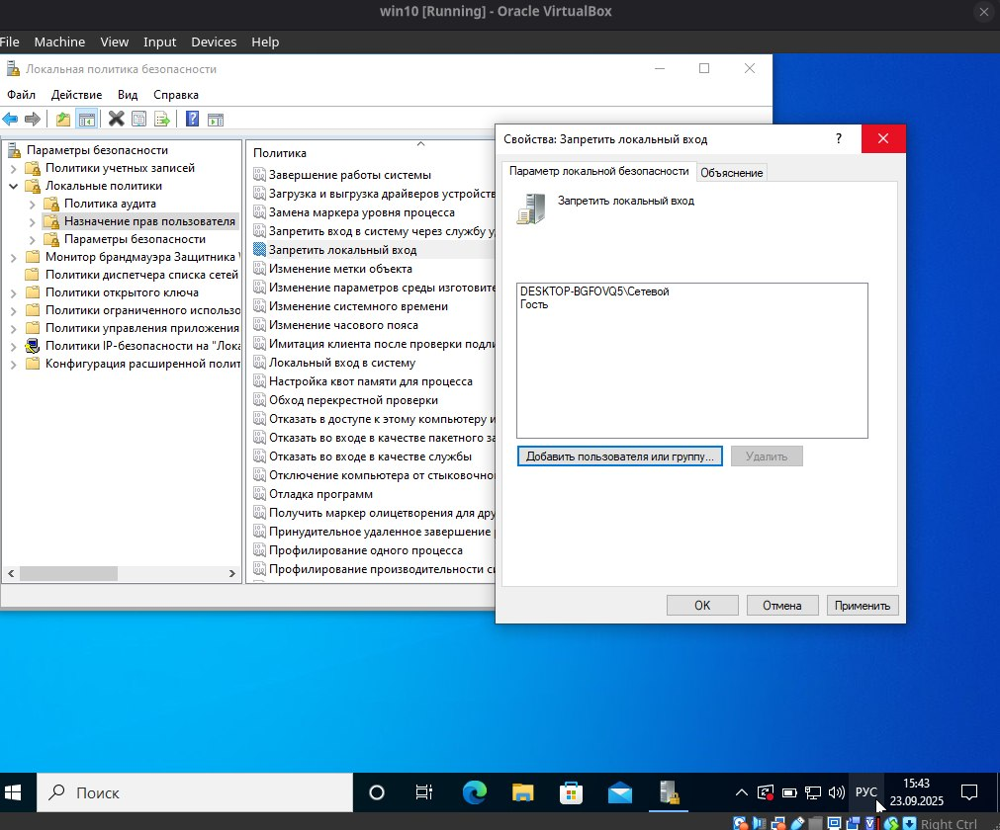 win10 [Running] - Oracle VirtualBox
File Machine View Input Devices Help
Локальная политика безопасности
Файл Действие Вид Справка
Параметры безопасности
Политики учетных записей
Локальные политики
Политика аудита
Назначение прав пользователя
Параметры безопасности
Монитор брандмауэра Защитника
Политики диспетчера списка сетей
Политики открытого ключа
Политики ограниченного использо
Политики управления приложения
Политики IP-безопасности на "Лока
Конфигурация расширенной полит
Политика
Завершение работы системы
Загрузка и выгрузка драйверов устройств
Замена маркера уровня процесса
Запретить вход в систему через службу у
Запретить локальный вход
Изменение метки объекта
Изменение параметров среды изготовите
Изменение системного времени
Изменение часового пояса
Имитация клиента после проверки подли
Локальный вход в систему
Настройка квот памяти для процесса
Обход перекрестной проверки
Отказать в доступе к этому компьютеру и
Отказать во входе в качестве пакетного за
Отказать во входе в качестве службы
Отключение компьютера от стыковочно
Отладка программ
Получить маркер олицетворения для дру
Принудительное удаленное завершение
Профилирование одного процесса
Профилирование производительности си
Свойства: Запретить локальный вход ?
Параметр локальной безопасности Объяснение
Запретить локальный вход
DESKTOP-BGFOVQ5\Сетевой
Гость
Добавить пользователя или группу... Удалить
OK Отмена Применить
Поиск
РУС
15:43
23.09.2025
Right Ctrl